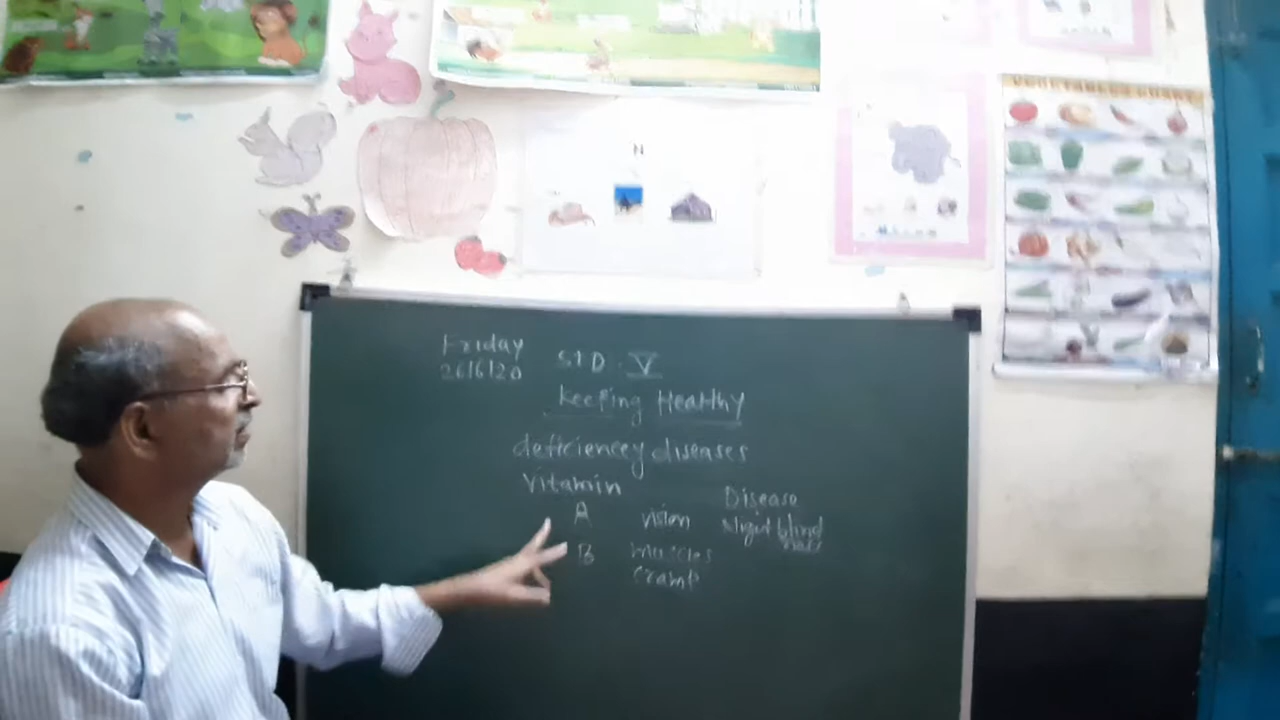 Friday
26/6/20
STD: V
Keeping Healthy
deficiencey diseases
Vitamin
Disease
A vision Night blind
ness
B muscles
cramp
N